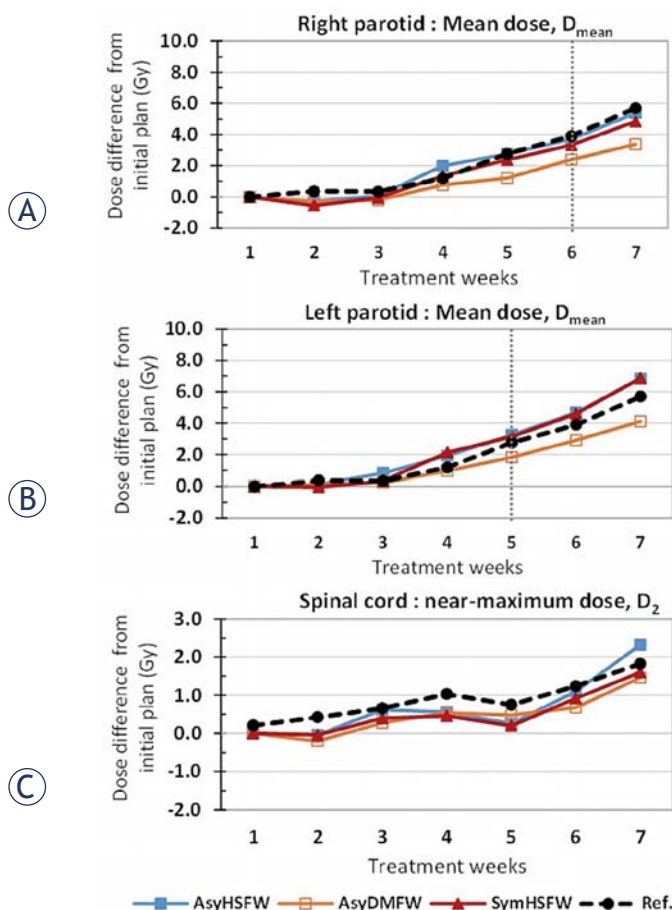 A
Right parotid : Mean dose, Dmean
Dose difference from
initial plan (Gy)
10.0
8.0
6.0
4.0
2.0
0.0
-2.0
1 2 3 4 5 6 7
Treatment weeks
B
Left parotid : Mean dose, Dmean
Dose difference from
initial plan (Gy)
10.0
8.0
6.0
4.0
2.0
0.0
-2.0
1 2 3 4 5 6 7
Treatment weeks
C
Spinal cord : near-maximum dose, D2
Dose difference from
initial plan (Gy)
3.0
2.0
1.0
0.0
-1.0
-2.0
1 2 3 4 5 6 7
Treatment weeks
AsyHSFW AsyDMFW SymHSFW Ref.